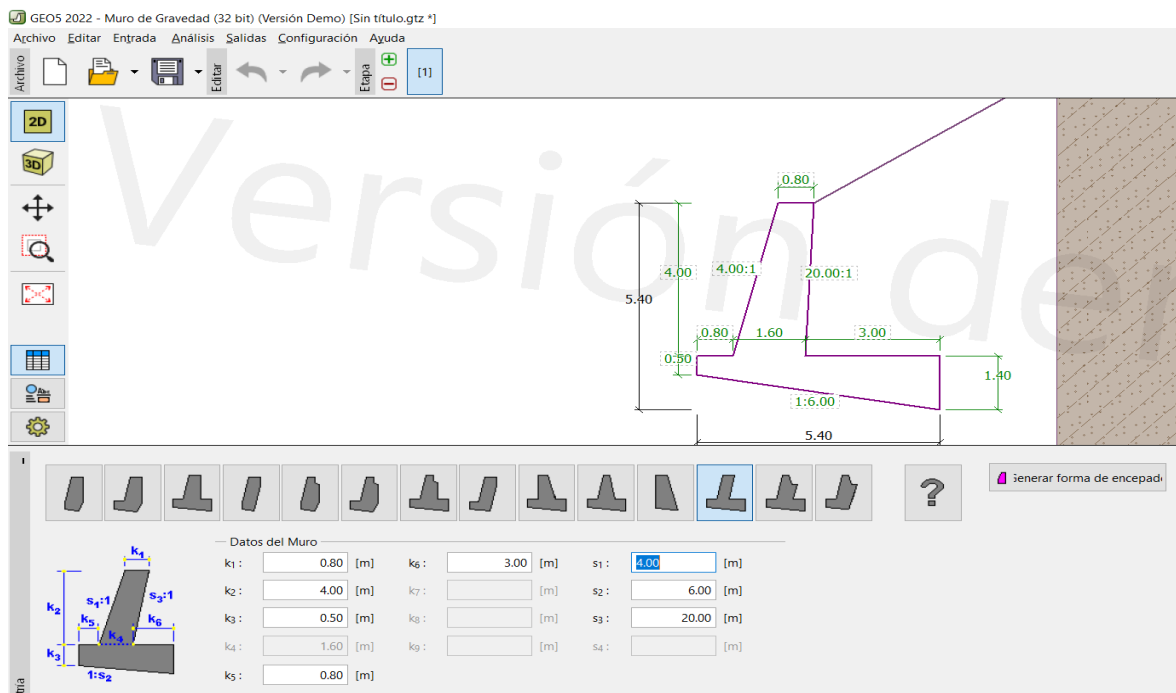 GEO5 2022 - Muro de Gravedad (32 bit) (Versión Demo) [Sin título.gtz *]
Archivo Editar Entrada Análisis Salidas Configuración Ayuda
Archivo
Editar
Etapa
[1]
2D
3D
Versión de
0.80
4.00
4.00:1
20.00:1
5.40
0.80 1.60 3.00
0.50
1.40
1:6.00
5.40
?
Generar forma de encepado
k1
k2
s1:1
s3:1
k5
k6
k4
k3
1:s2
Datos del Muro
k1 : 0.80 [m] k6 : 3.00 [m] s1 : 4.00 [m]
k2 : 4.00 [m] k7 : [m] s2 : 6.00 [m]
k3 : 0.50 [m] k8 : [m] s3 : 20.00 [m]
k4 : 1.60 [m] k9 : [m] s4 : [m]
k5 : 0.80 [m]